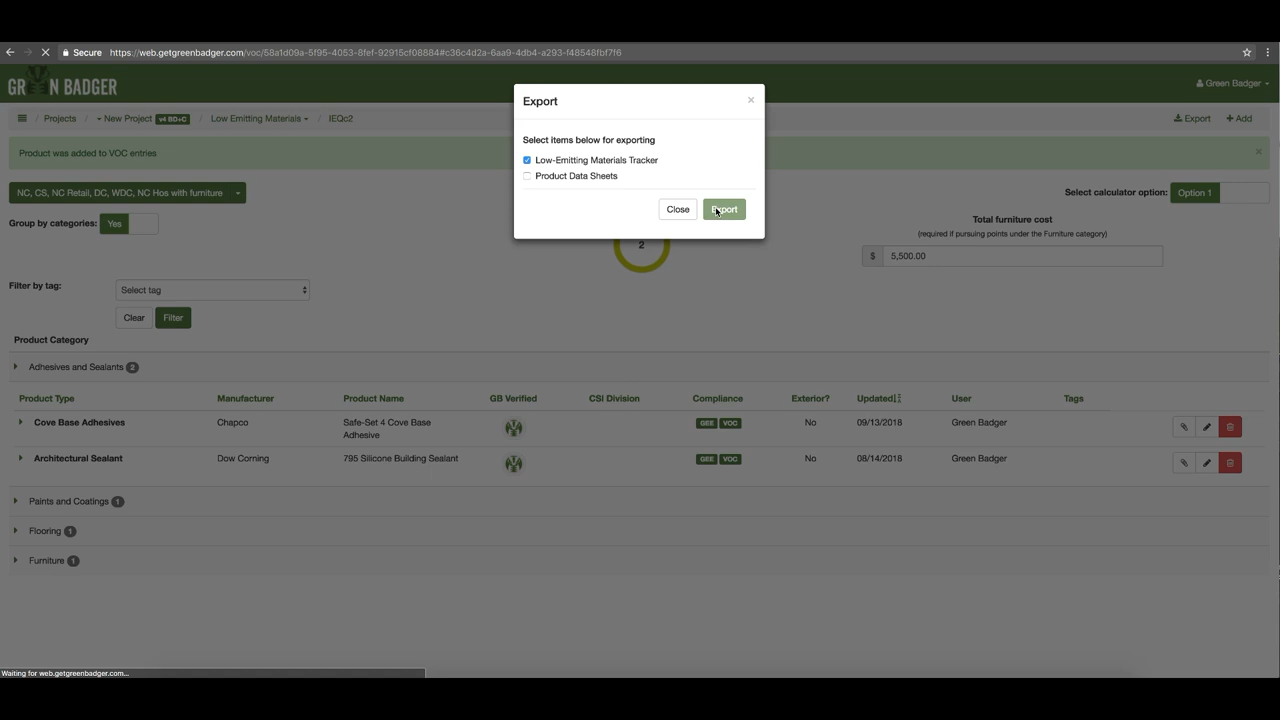 Secure https://web.getgreenbadger.com/voc/58a1d09a-5f95-4053-8fef-92915cf08884#c36c4d2a-6aa9-4db4-a293-f48548fbf7f6
GREEN BADGER
Green Badger
Projects
New Project v4 BD+C
Low Emitting Materials
IEQc2
Export
Add
Product was added to VOC entries
Export
×
Select items below for exporting
Low-Emitting Materials Tracker
Product Data Sheets
Close
Export
NC, CS, NC Retail, DC, WDC, NC Hos with furniture
Select calculator option: Option 1
Group by categories: Yes
2
Total furniture cost
(required if pursuing points under the Furniture category)
$ 5,500.00
Filter by tag: Select tag
Clear Filter
Product Category
Adhesives and Sealants 2
Product Type Manufacturer Product Name GB Verified CSI Division Compliance Exterior? Updated User Tags
Cove Base Adhesives Chapco Safe-Set 4 Cove Base GEE VOC No 09/13/2018 Green Badger
Adhesive
Architectural Sealant Dow Corning 795 Silicone Building Sealant GEE VOC No 08/14/2018 Green Badger
Paints and Coatings 1
Flooring 1
Furniture 1
Waiting for web.getgreenbadger.com...